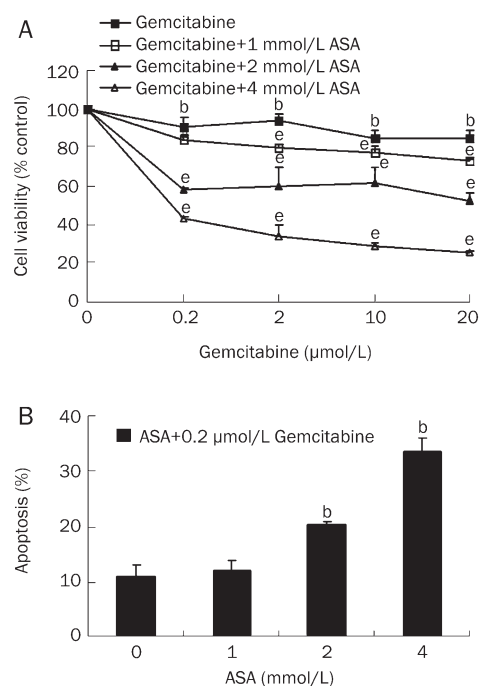 A
Gemcitabine
Gemcitabine+1 mmol/L ASA
Gemcitabine+2 mmol/L ASA
Gemcitabine+4 mmol/L ASA
Cell viability (% control)
120
100
80
60
40
20
0
b b b b
e e e e
e e e e
e e e e
0 0.2 2 10 20
Gemcitabine (μmol/L)
B
ASA+0.2 μmol/L Gemcitabine
Apoptosis (%)
40
30
20
10
0
b
b
0 1 2 4
ASA (mmol/L)